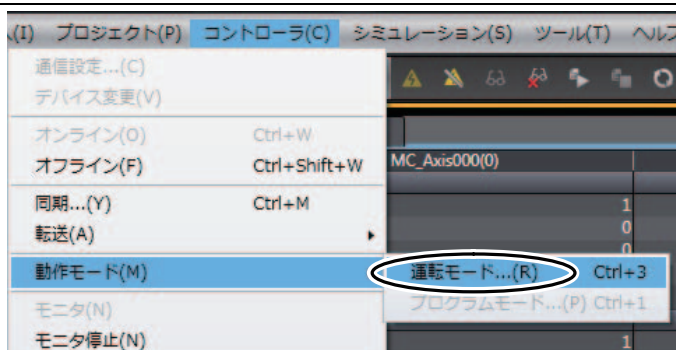 (I) プロジェクト(P) コントローラ(C) シミュレーション(S) ツール(T) ヘルプ
通信設定...(C)
デバイス変更(V)
オンライン(O) Ctrl+W
オフライン(F) Ctrl+Shift+W
MC_Axis000(0)
同期...(Y) Ctrl+M
1
転送(A)
0
0
動作モード(M)
運転モード...(R) Ctrl+3
プログラムモード...(P) Ctrl+1
モニタ(N)
モニタ停止(N)
1